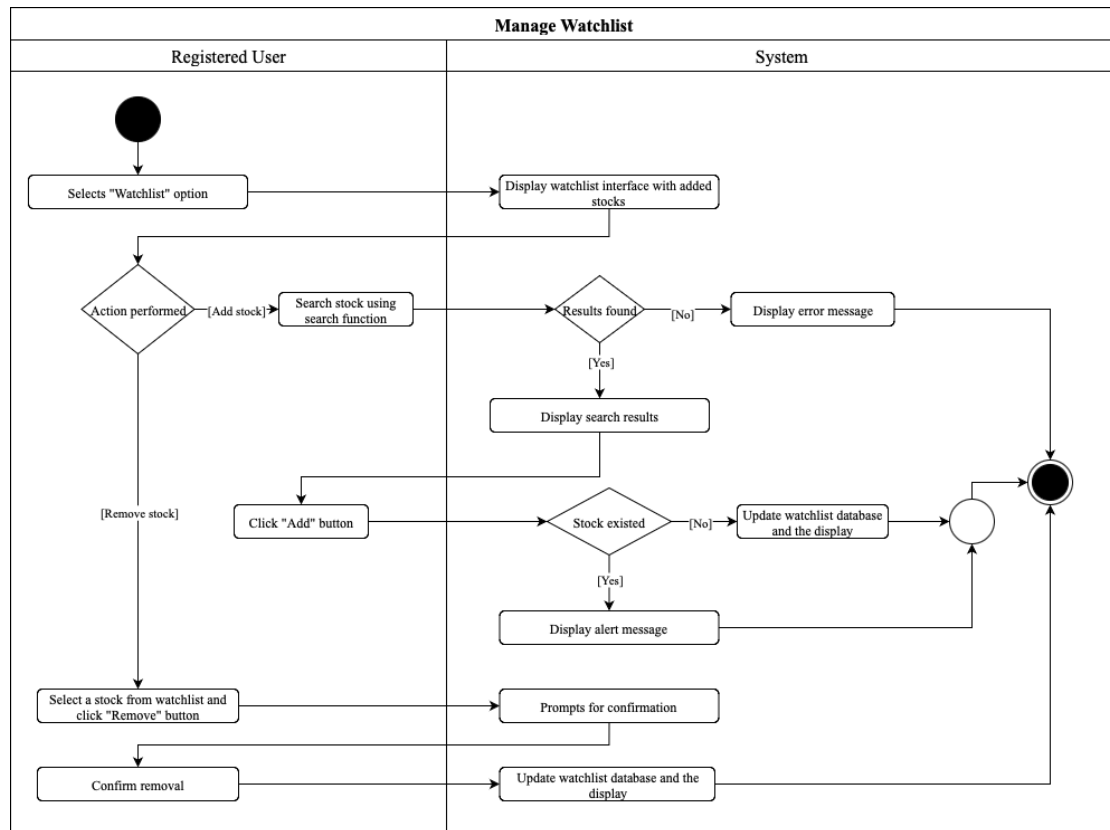 Manage Watchlist
Registered User
System
Selects "Watchlist" option
Display watchlist interface with added
stocks
Action performed
[Add stock]
Search stock using
search function
Results found
[No]
Display error message
[Yes]
Display search results
[Remove stock]
Click "Add" button
Stock existed
[No]
Update watchlist database
and the display
[Yes]
Display alert message
Select a stock from watchlist and
click "Remove" button
Prompts for confirmation
Confirm removal
Update watchlist database and the
display